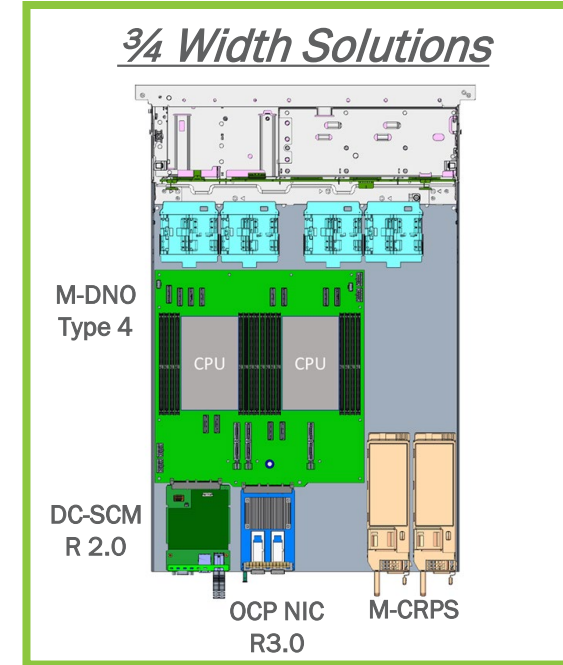 ¾ Width Solutions
M-DNO
Type 4
CPU
CPU
DC-SCM
R 2.0
OCP NIC
R3.0
M-CRPS